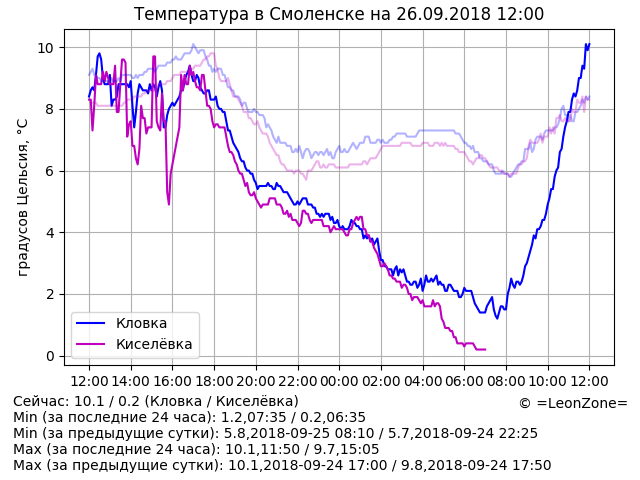 Температура в Смоленске на 26.09.2018 12:00
градусов Цельсия, °C
10
8
6
4
2
0
Кловка
Киселёвка
12:00 14:00 16:00 18:00 20:00 22:00 00:00 02:00 04:00 06:00 08:00 10:00 12:00
Сейчас: 10.1 / 0.2 (Кловка / Киселёвка)
© =LeonZone=
Min (за последние 24 часа): 1.2,07:35 / 0.2,06:35
Min (за предыдущие сутки): 5.8,2018-09-25 08:10 / 5.7,2018-09-24 22:25
Max (за последние 24 часа): 10.1,11:50 / 9.7,15:05
Max (за предыдущие сутки): 10.1,2018-09-24 17:00 / 9.8,2018-09-24 17:50